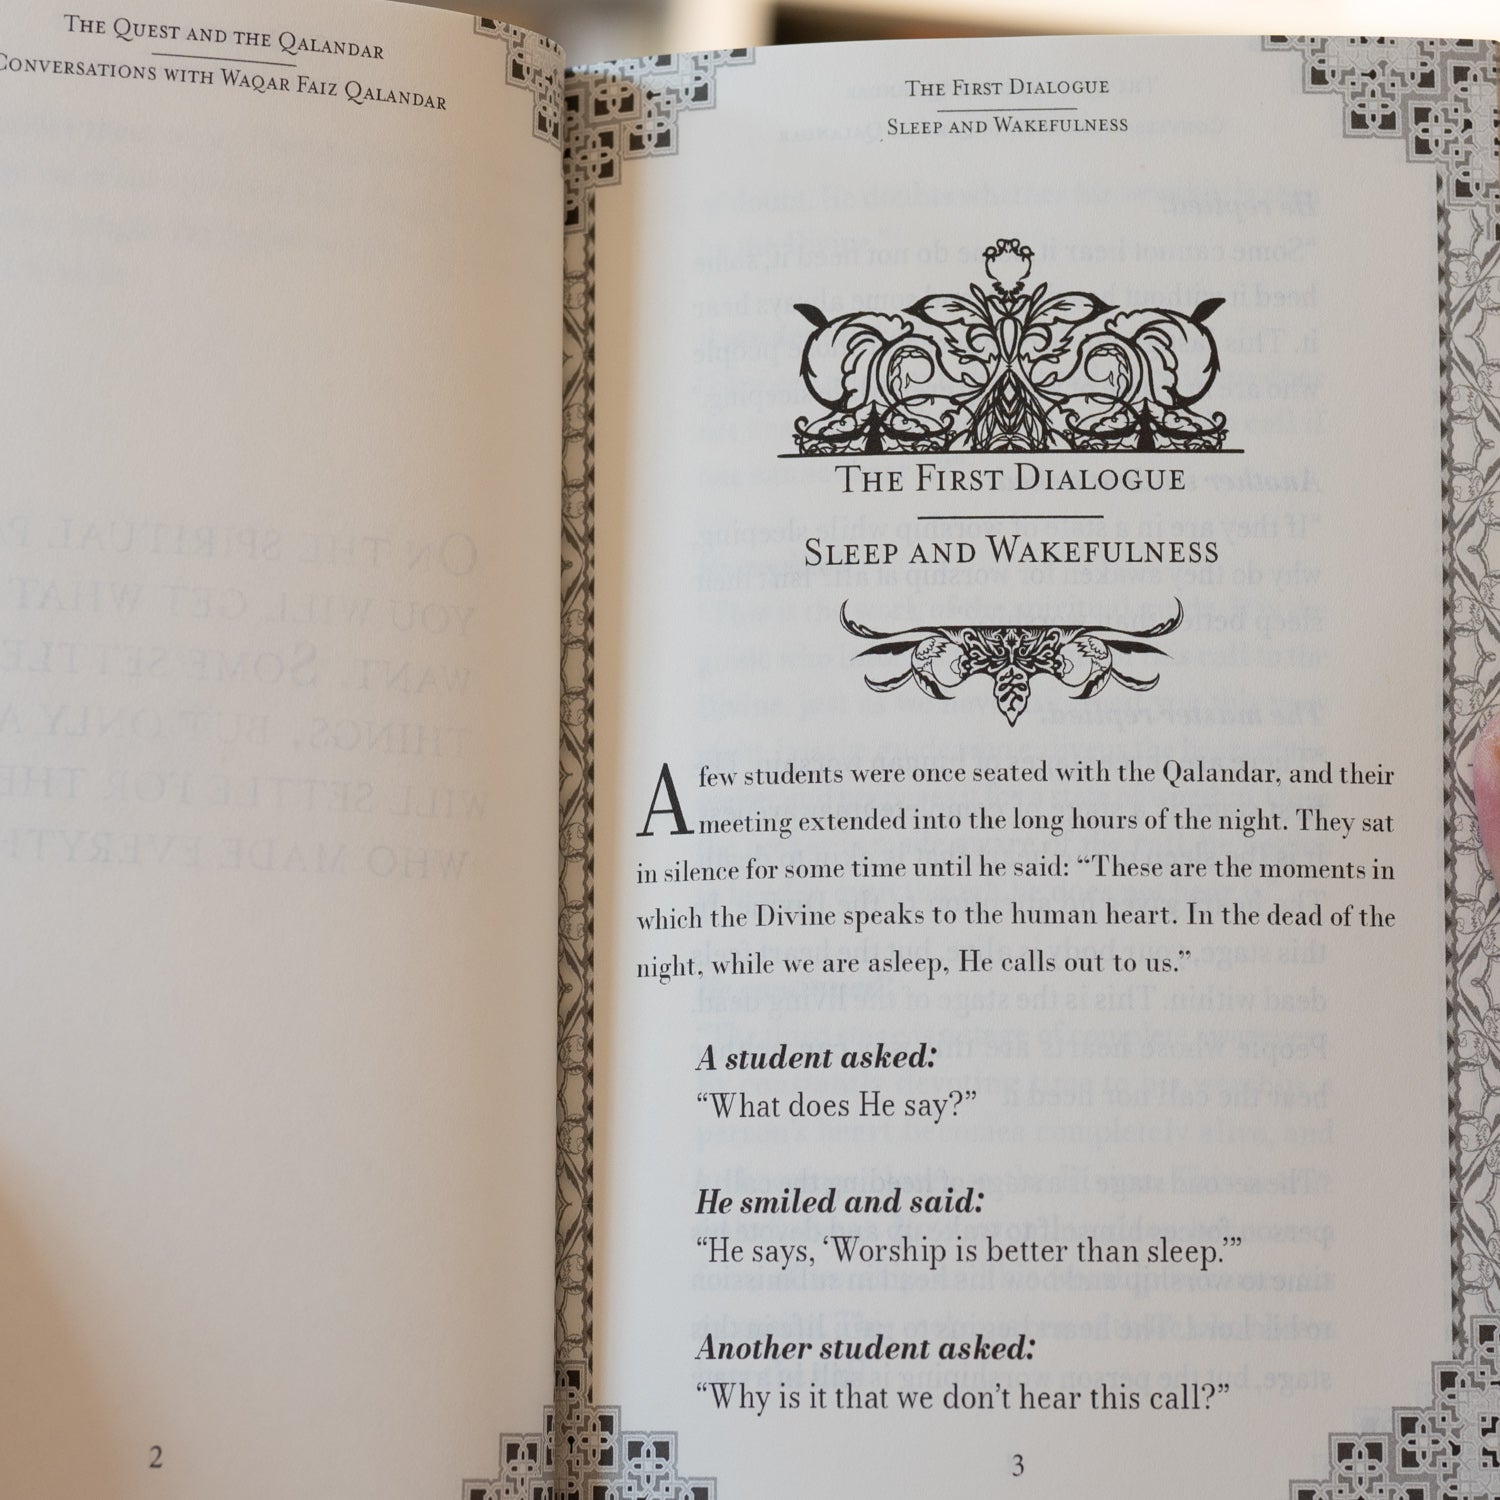 The Quest and the Qalandar
Conversations with Waqar Faiz Qalandar
2
The First Dialogue
Sleep and Wakefulness
The First Dialogue
Sleep and Wakefulness
A few students were once seated with the Qalandar, and their
meeting extended into the long hours of the night. They sat
in silence for some time until he said: “These are the moments in
which the Divine speaks to the human heart. In the dead of the
night, while we are asleep, He calls out to us.”
A student asked:
“What does He say?”
He smiled and said:
“He says, ‘Worship is better than sleep.’”
Another student asked:
“Why is it that we don’t hear this call?”
3